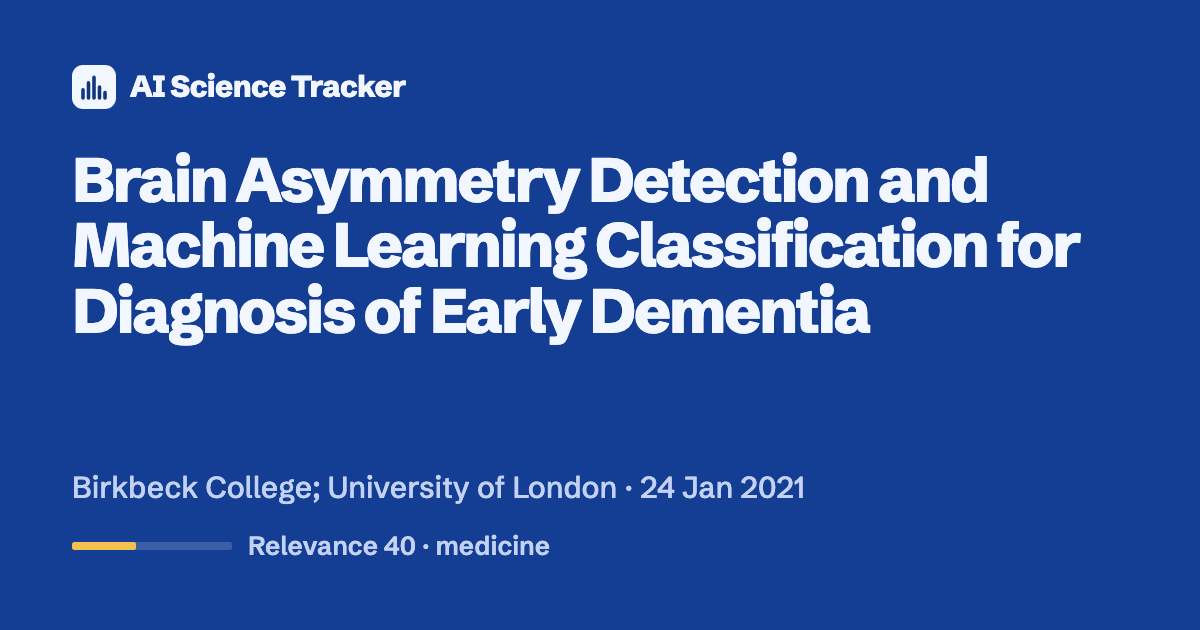 AI Science Tracker
Brain Asymmetry Detection and
Machine Learning Classification for
Diagnosis of Early Dementia
Birkbeck College; University of London · 24 Jan 2021
Relevance 40 · medicine